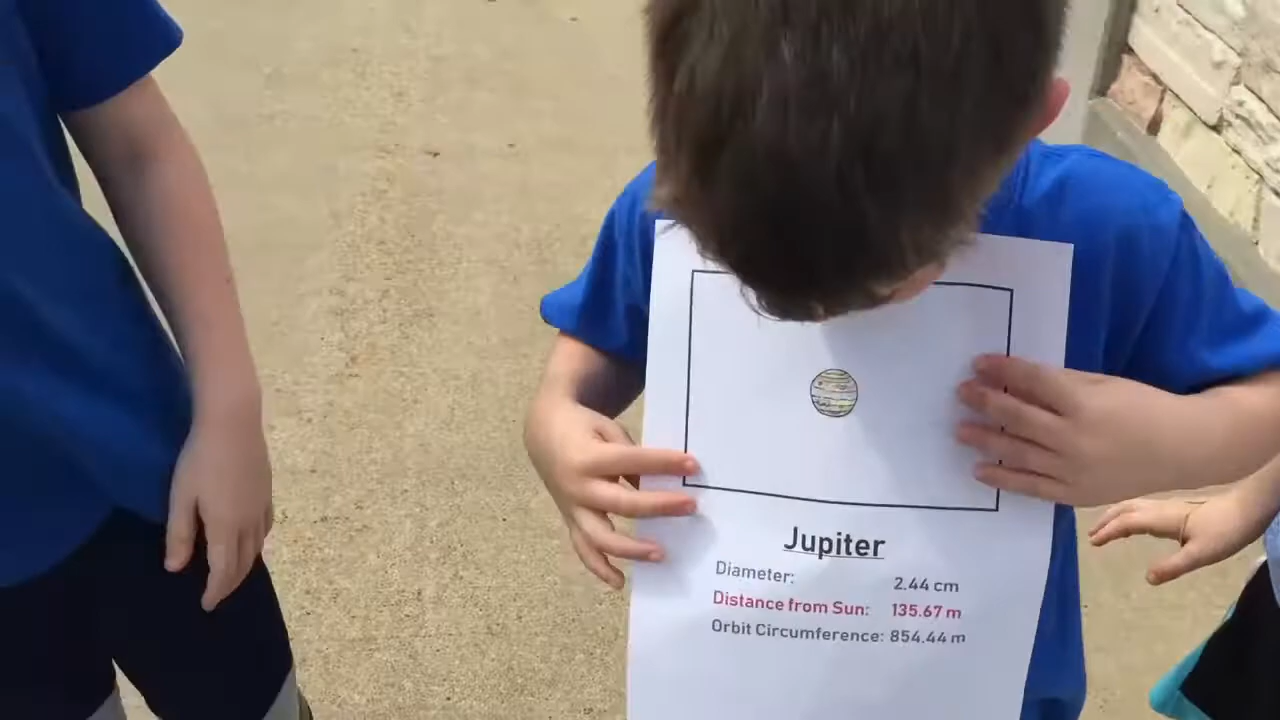 Jupiter
Diameter: 2.44 cm
Distance from Sun: 135.67 m
Orbit Circumference: 854.44 m